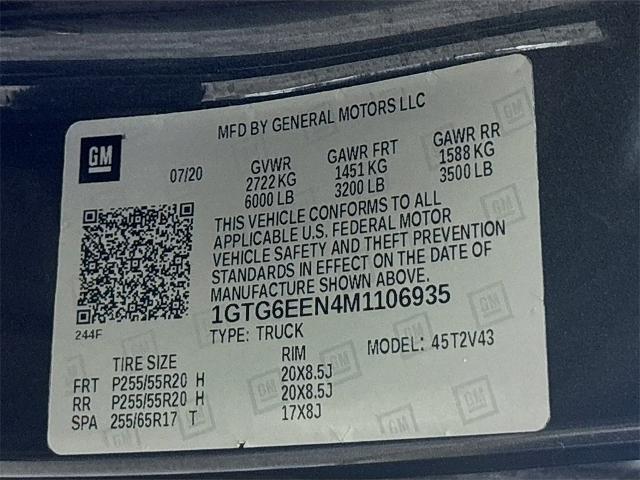 MFD BY GENERAL MOTORS LLC
GM
07/20 GVWR GAWR FRT GAWR RR
2722 KG 1451 KG 1588 KG
6000 LB 3200 LB 3500 LB
THIS VEHICLE CONFORMS TO ALL
APPLICABLE U.S. FEDERAL MOTOR
VEHICLE SAFETY AND THEFT PREVENTION
STANDARDS IN EFFECT ON THE DATE OF
MANUFACTURE SHOWN ABOVE.
1GTG6EEN4M1106935
244F
TYPE: TRUCK MODEL: 45T2V43
TIRE SIZE RIM
FRT P255/55R20 H 20X8.5J
RR P255/55R20 H 20X8.5J
SPA 255/65R17 T 17X8J